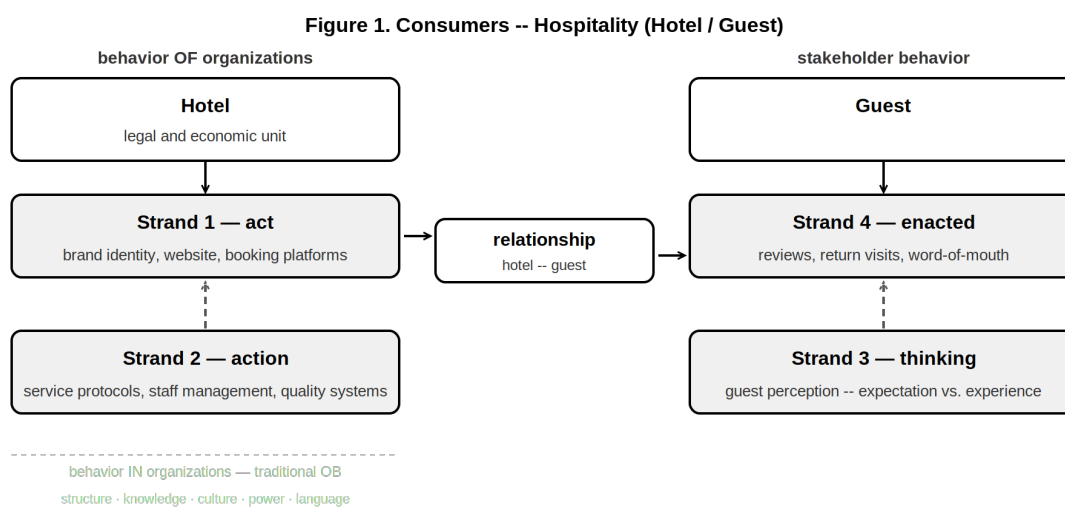 Figure 1. Consumers -- Hospitality (Hotel / Guest)
behavior OF organizations
stakeholder behavior
Hotel
legal and economic unit
Guest
Strand 1 — act
brand identity, website, booking platforms
relationship
hotel -- guest
Strand 4 — enacted
reviews, return visits, word-of-mouth
Strand 2 — action
service protocols, staff management, quality systems
Strand 3 — thinking
guest perception -- expectation vs. experience
behavior IN organizations — traditional OB
structure · knowledge · culture · power · language